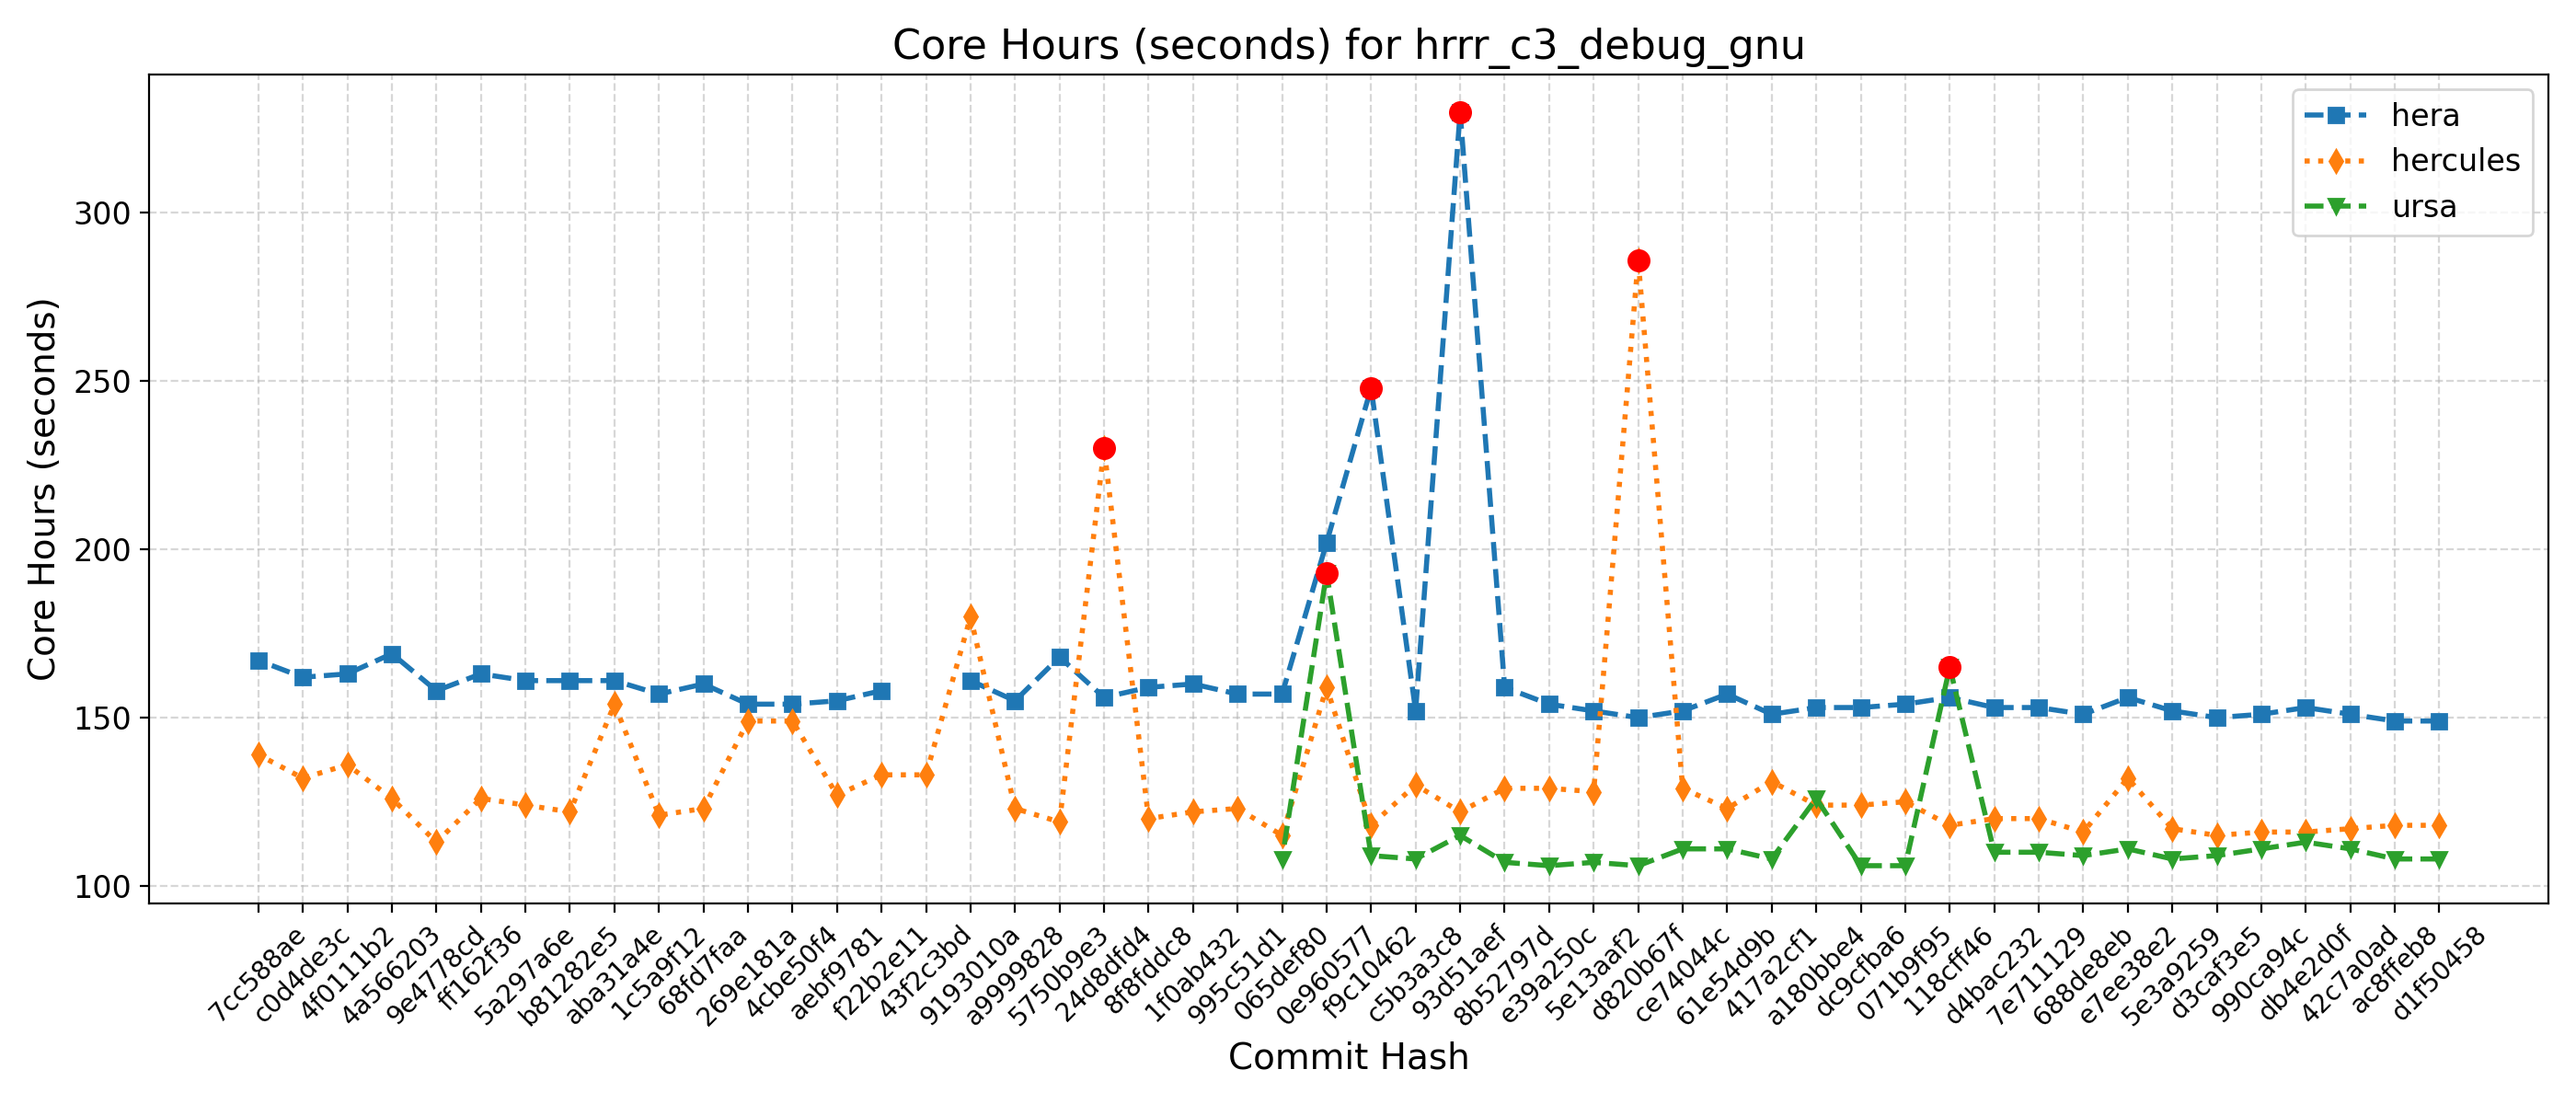 Core Hours (seconds) for hrrr_c3_debug_gnu
hera
hercules
ursa
Core Hours (seconds)
300
250
200
150
100
7cc588ae
c0d4de3c
4f0111b2
4a566203
9e4778cd
ff162f36
5a297a6e
b81282e5
aba31a4e
1c5a9f12
68fd7faa
269e181a
4cbe50f4
aebf9781
f22b2e11
43f2c3bd
9193010a
a9999828
5750b9e3
24d8dfd4
8f8fddc8
1f0ab432
995c51d1
065def80
0e960577
f9c10462
c5b3a3c8
93d51aef
8b52797d
e39a250c
5e13aaf2
d820b67f
ce74044c
61e54d9b
417a2cf1
a180bbe4
dc9cfba6
071b9f95
118cff46
d4bac232
7e711129
688de8eb
e7ee38e2
5e3a9259
d3caf3e5
990ca94c
db4e2d0f
42c7a0ad
ac8ffeb8
d1f50458
Commit Hash